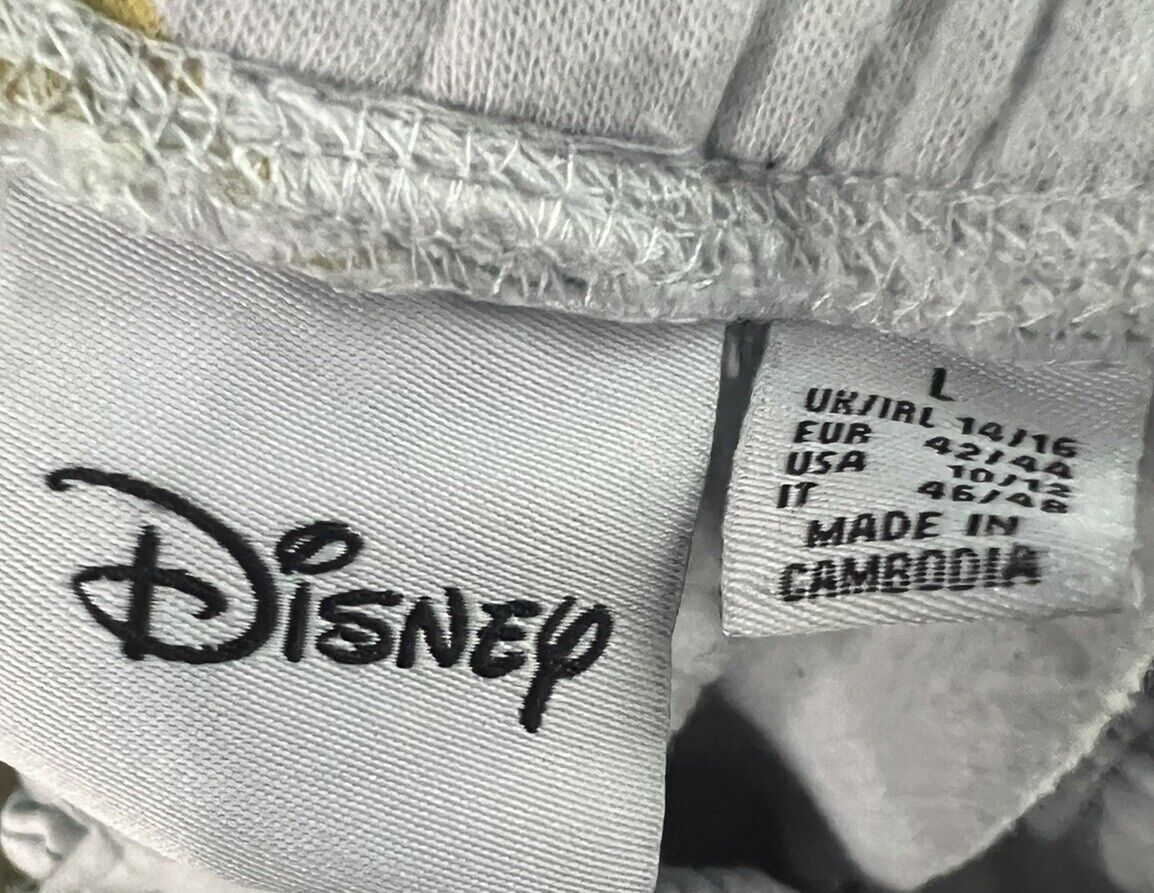 Disney
L
UK/IRL 14/16
EUR 42/44
USA 10/12
IT 46/48
MADE IN
CAMBODIA